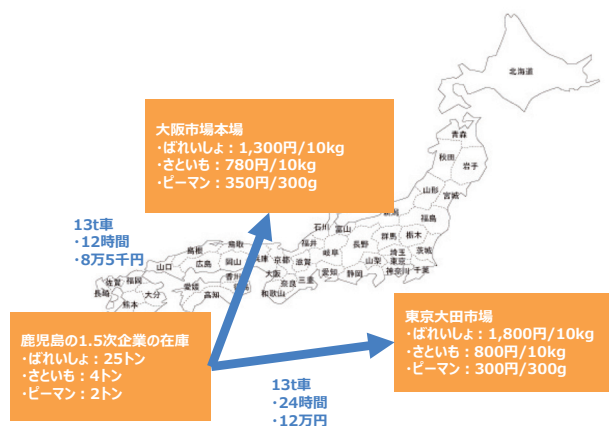 北海道
青森
秋田
岩手
山形
宮城
福島
石川
富山
群馬
栃木
福井
岐阜
長野
埼玉
茨城
山梨
東京
愛知
静岡
神奈川
千葉
鳥取
島根
岡山
兵庫
京都
滋賀
広島
山口
香川
大阪
奈良
三重
愛媛
高知
和歌山
佐賀
福岡
長崎
大分
熊本
大阪市場本場
・ばれいしょ：1,300円/10kg
・さといも：780円/10kg
・ピーマン：350円/300g
13t車
・12時間
・8万5千円
鹿児島の1.5次企業の在庫
・ばれいしょ：25トン
・さといも：4トン
・ピーマン：2トン
東京大田市場
・ばれいしょ：1,800円/10kg
・さといも：800円/10kg
・ピーマン：300円/300g
13t車
・24時間
・12万円